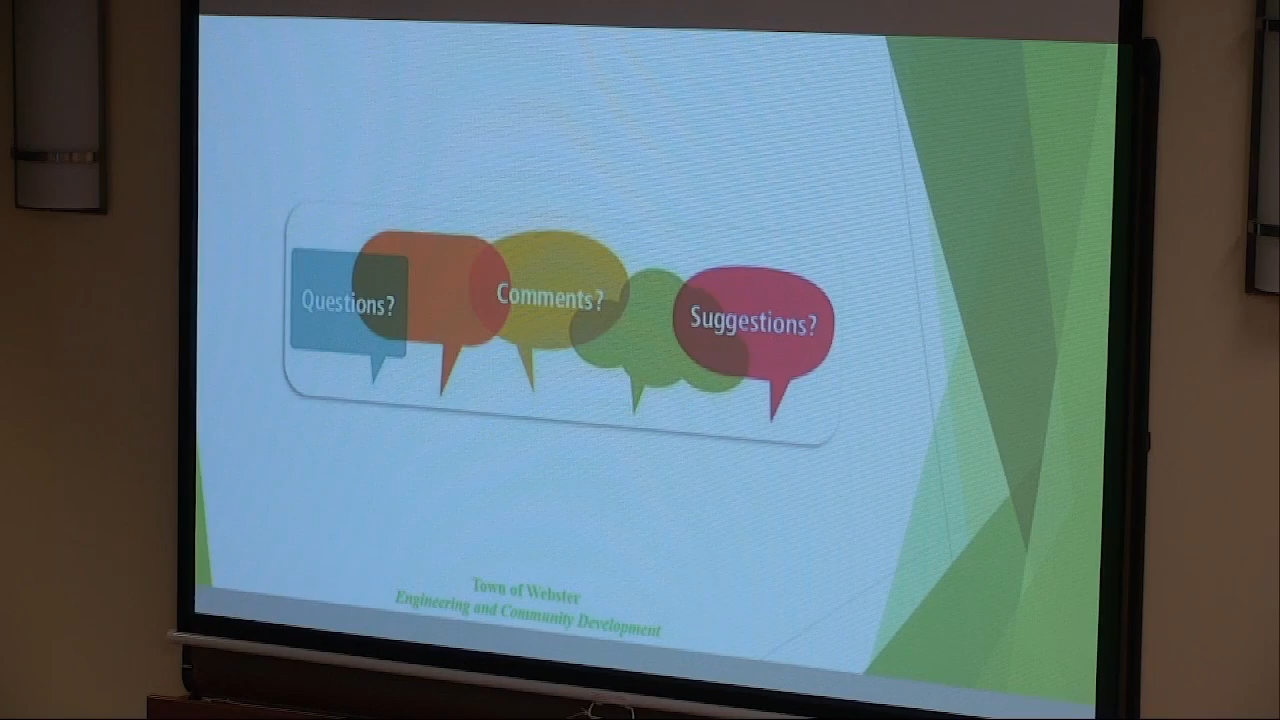 Questions?
Comments?
Suggestions?
Town of Webster
Engineering and Community Development